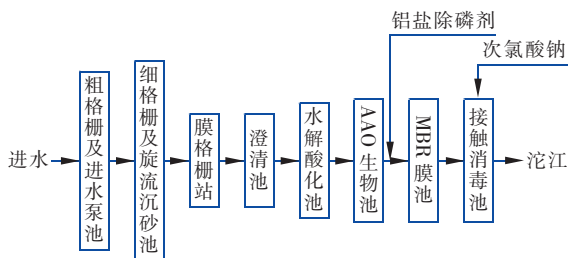 铝盐除磷剂
次氯酸钠
进水
粗格栅及进水泵池
细格栅及旋流沉砂池
膜格栅站
澄清池
水解酸化池
AAO生物池
MBR膜池
接触消毒池
沱江